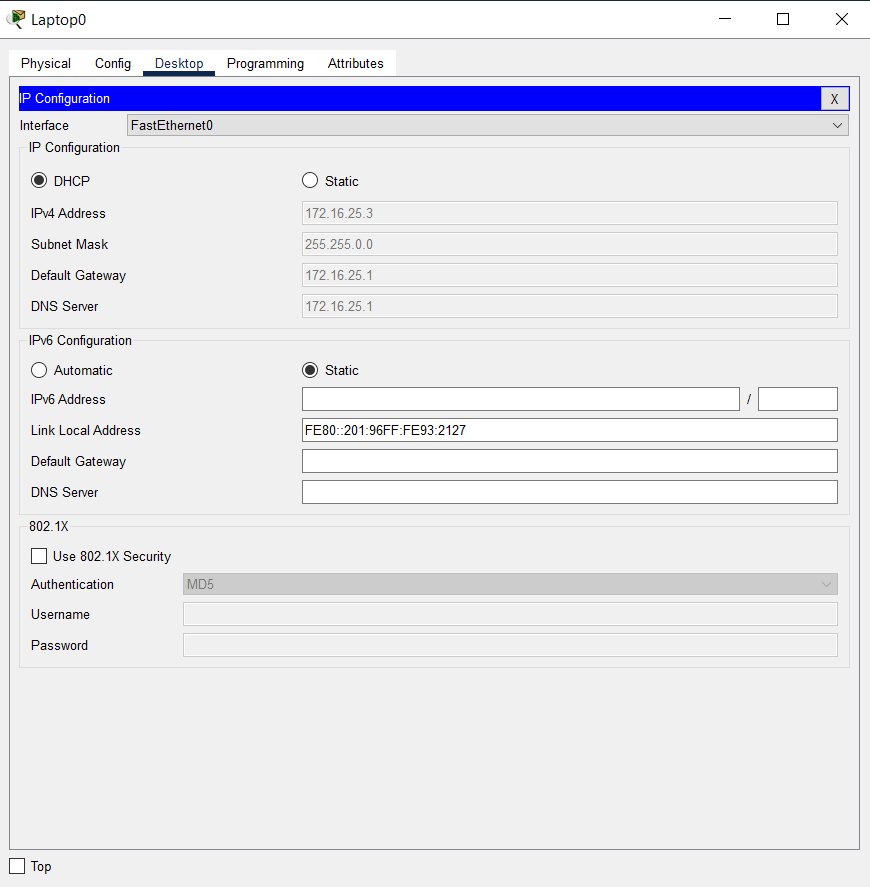 Laptop0
Physical Config Desktop Programming Attributes
IP Configuration X
Interface FastEthernet0
IP Configuration
DHCP Static
IPv4 Address 172.16.25.3
Subnet Mask 255.255.0.0
Default Gateway 172.16.25.1
DNS Server 172.16.25.1
IPv6 Configuration
Automatic Static
IPv6 Address /
Link Local Address FE80::201:96FF:FE93:2127
Default Gateway
DNS Server
802.1X
Use 802.1X Security
Authentication MD5
Username
Password
Top